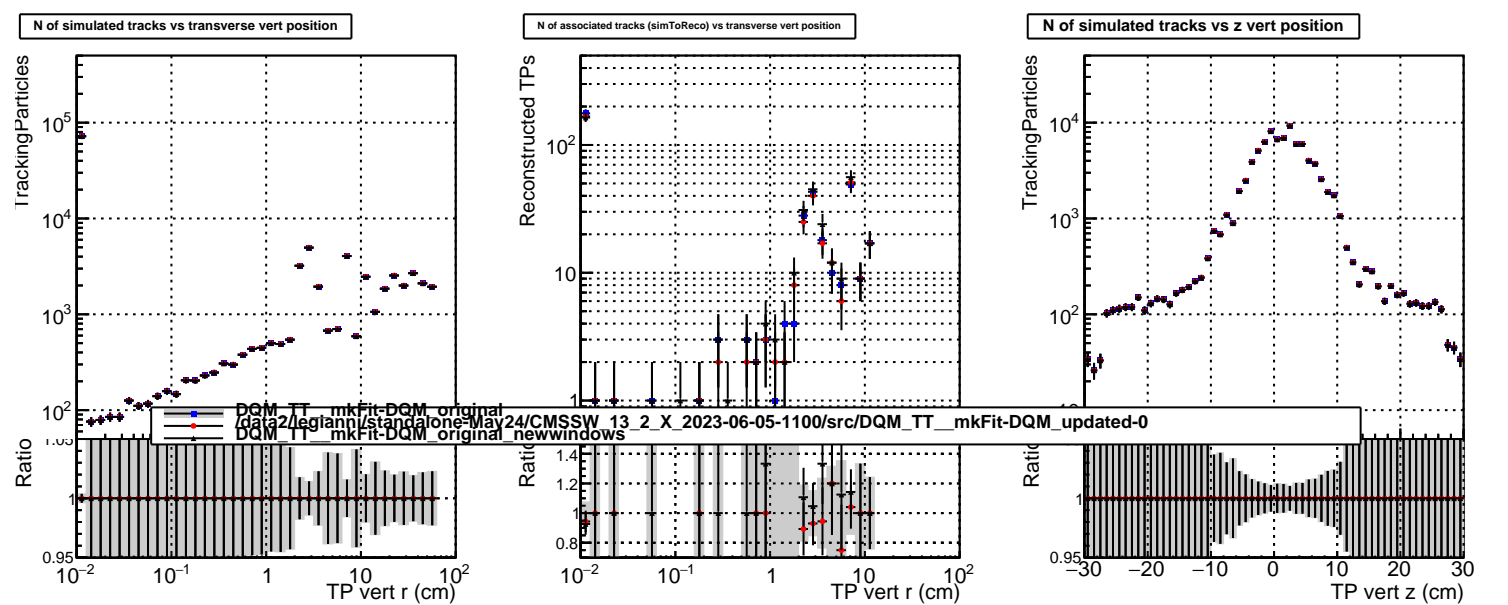 N of simulated tracks vs transverse vert position
N of associated tracks (simToReco) vs transverse vert position
N of simulated tracks vs z vert position
TrackingParticles
10^5
10^4
10^3
10^2
Reconstructed TPs
10^2
10
1
TrackingParticles
10^4
10^3
DQM_TT__mkFit-DQM_original
/data2/legianni/standalone-May24/CMSSW_13_2_X_2023-06-05-1100/src/DQM_TT__mkFit-DQM_updated-0
DQM_TT__mkFit-DQM_original_newwindows
Ratio
1.05
1
0.95
10^−2
10^−1
1
10
10^2
TP vert r (cm)
1.4
1.2
1
0.8
10^−2
10^−1
1
10
10^2
TP vert r (cm)
1
0.95
−30
−20
−10
0
10
20
30
TP vert z (cm)